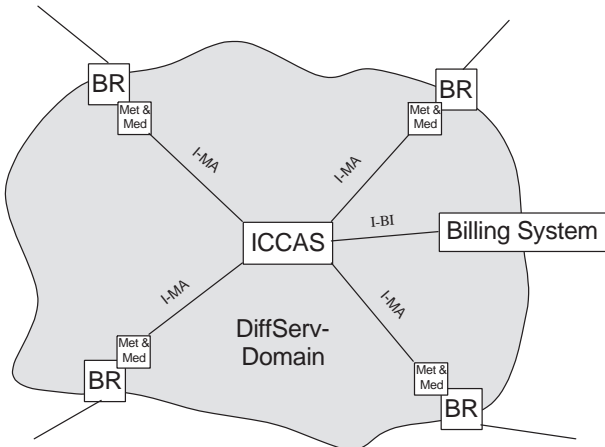 BR
Met &
Med
BR
Met &
Med
I-MA
I-MA
I-BI
ICCAS
Billing System
I-MA
I-MA
DiffServ-
Domain
Met &
Med
BR
Met &
Med
BR